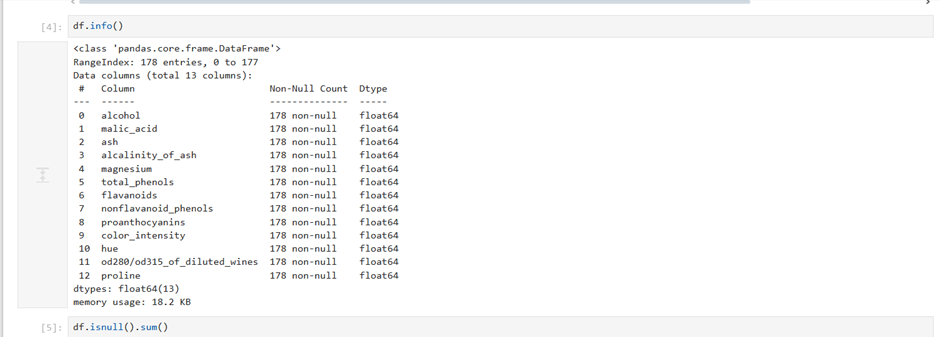 [4]: df.info()
<class 'pandas.core.frame.DataFrame'>
RangeIndex: 178 entries, 0 to 177
Data columns (total 13 columns):
 #   Column                        Non-Null Count  Dtype
---  ------                        --------------  -----
 0   alcohol                       178 non-null    float64
 1   malic_acid                    178 non-null    float64
 2   ash                           178 non-null    float64
 3   alcalinity_of_ash             178 non-null    float64
 4   magnesium                     178 non-null    float64
 5   total_phenols                 178 non-null    float64
 6   flavanoids                    178 non-null    float64
 7   nonflavanoid_phenols          178 non-null    float64
 8   proanthocyanins               178 non-null    float64
 9   color_intensity               178 non-null    float64
 10  hue                           178 non-null    float64
 11  od280/od315_of_diluted_wines  178 non-null    float64
 12  proline                       178 non-null    float64
dtypes: float64(13)
memory usage: 18.2 KB
[5]: df.isnull().sum()